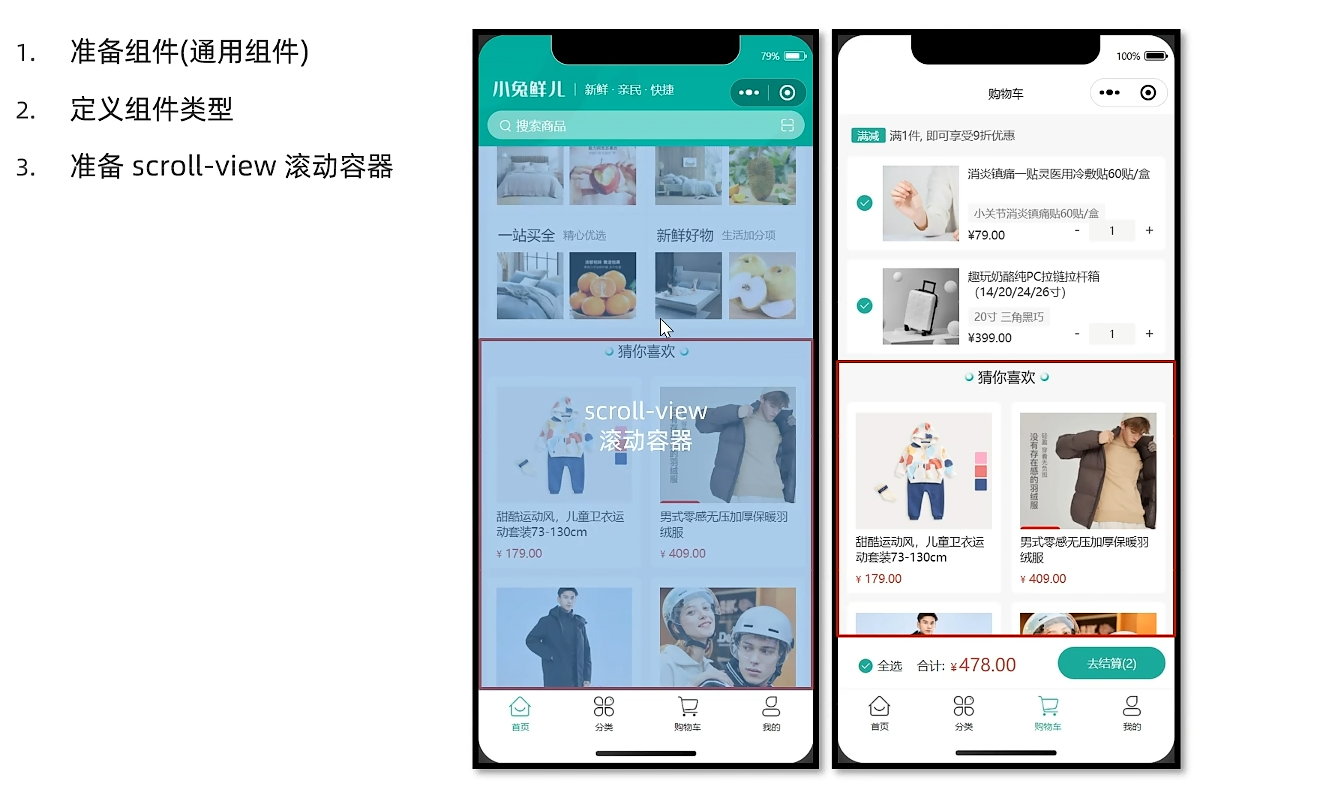 1. 准备组件(通用组件)
2. 定义组件类型
3. 准备 scroll-view 滚动容器
79%
小兔鲜儿 | 新鲜·亲民·快捷
搜索商品
一站买全 精心优选
新鲜好物 生活加分项
猜你喜欢
scroll-view
滚动容器
甜酷运动风，儿童卫衣运
动套装73-130cm
¥ 179.00
男式零感无压加厚保暖羽
绒服
¥ 409.00
首页
分类
购物车
我的
100%
购物车
满减 满1件, 即可享受9折优惠
消炎镇痛一贴灵医用冷敷贴60贴/盒
小关节消炎镇痛贴60贴/盒
¥79.00
- 1 +
趣玩奶酪纯PC拉链拉杆箱
（14/20/24/26寸）
20寸 三角黑巧
¥399.00
- 1 +
猜你喜欢
没有存在感的羽绒服
甜酷运动风，儿童卫衣运
动套装73-130cm
¥ 179.00
男式零感无压加厚保暖羽
绒服
¥ 409.00
全选 合计: ¥478.00
去结算(2)
首页
分类
购物车
我的